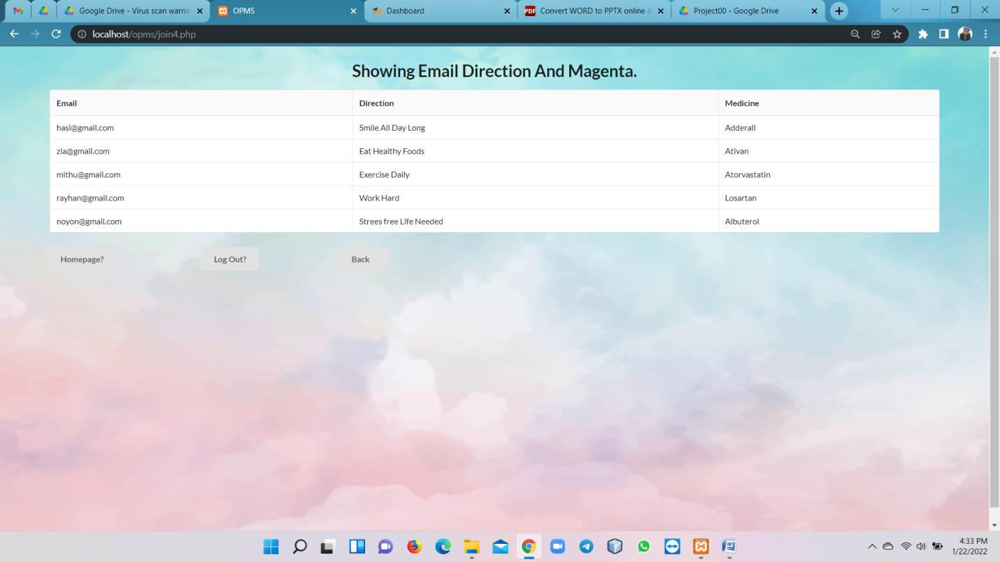 Google Drive - Virus scan warnin
OPMS
Dashboard
Convert WORD to PPTX online &
Project00 - Google Drive
localhost/opms/join4.php
Showing Email Direction And Magenta.
Email Direction Medicine
hasi@gmail.com Smile All Day Long Adderall
zia@gmail.com Eat Healthy Foods Ativan
mithu@gmail.com Exercise Daily Atorvastatin
rayhan@gmail.com Work Hard Losartan
noyon@gmail.com Strees free Life Needed Albuterol
Homepage? Log Out? Back
4:33 PM
1/22/2022